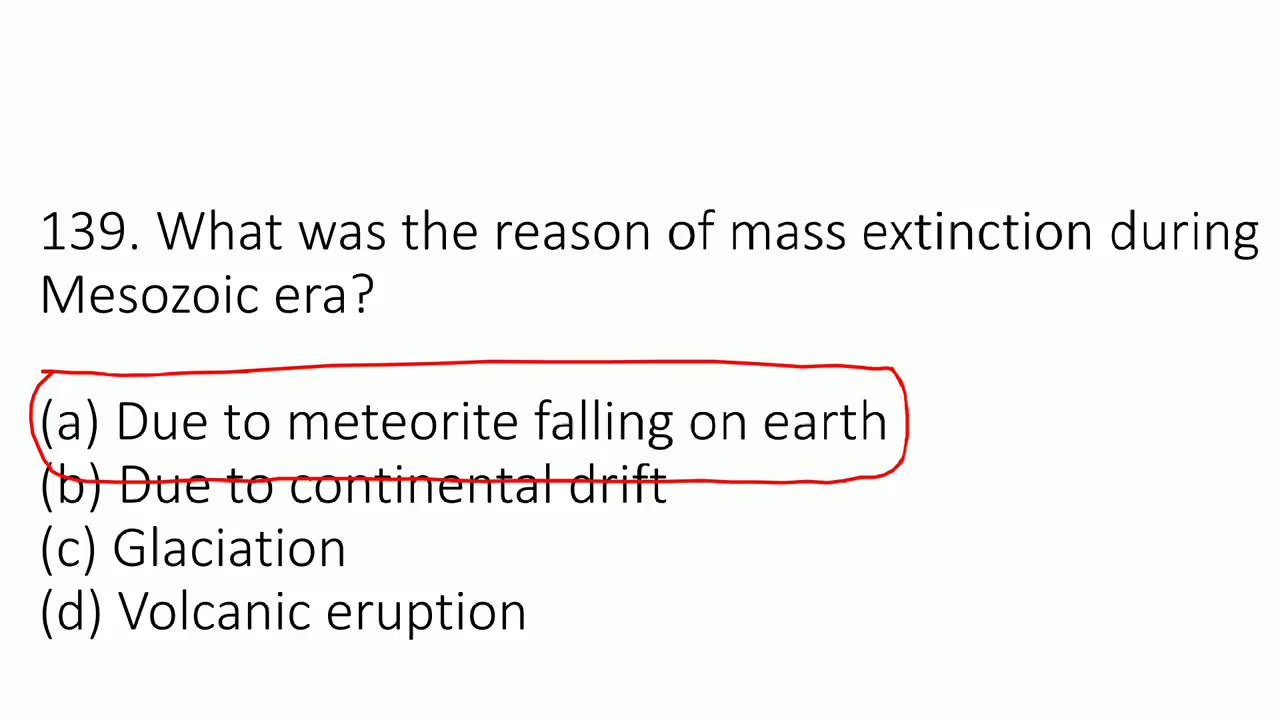 139. What was the reason of mass extinction during
Mesozoic era?
(a) Due to meteorite falling on earth
(b) Due to continental drift
(c) Glaciation
(d) Volcanic eruption